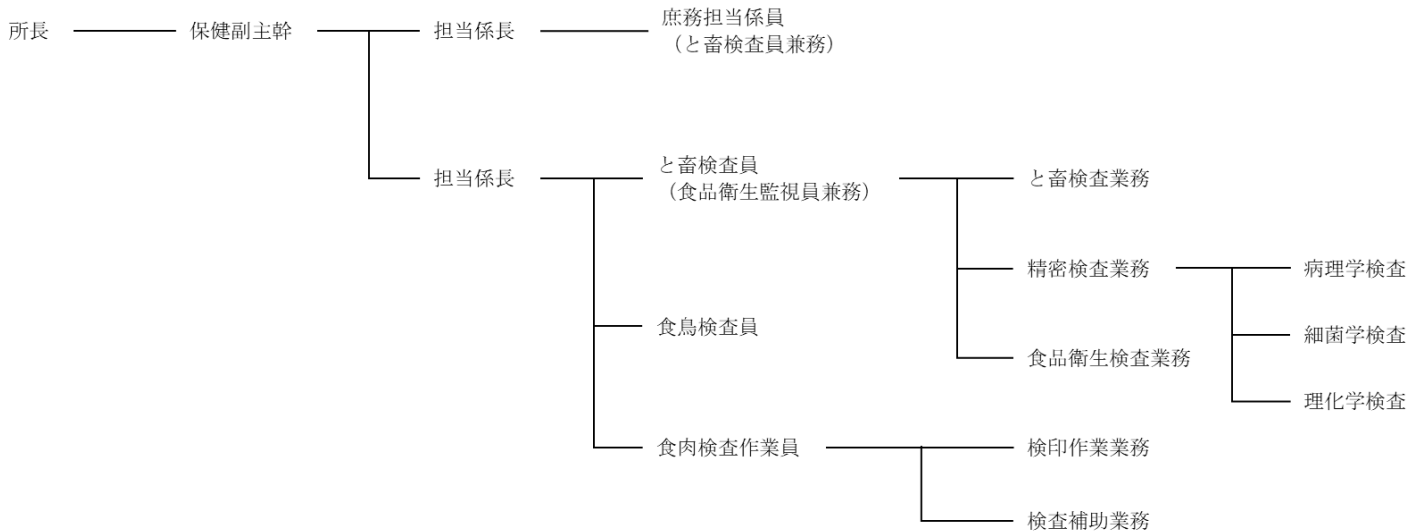 所長
保健副主幹
担当係長
庶務担当係員
（と畜検査員兼務）
担当係長
と畜検査員
（食品衛生監視員兼務）
と畜検査業務
精密検査業務
病理学検査
細菌学検査
理化学検査
食品衛生検査業務
食鳥検査員
食肉検査作業員
検印作業業務
検査補助業務